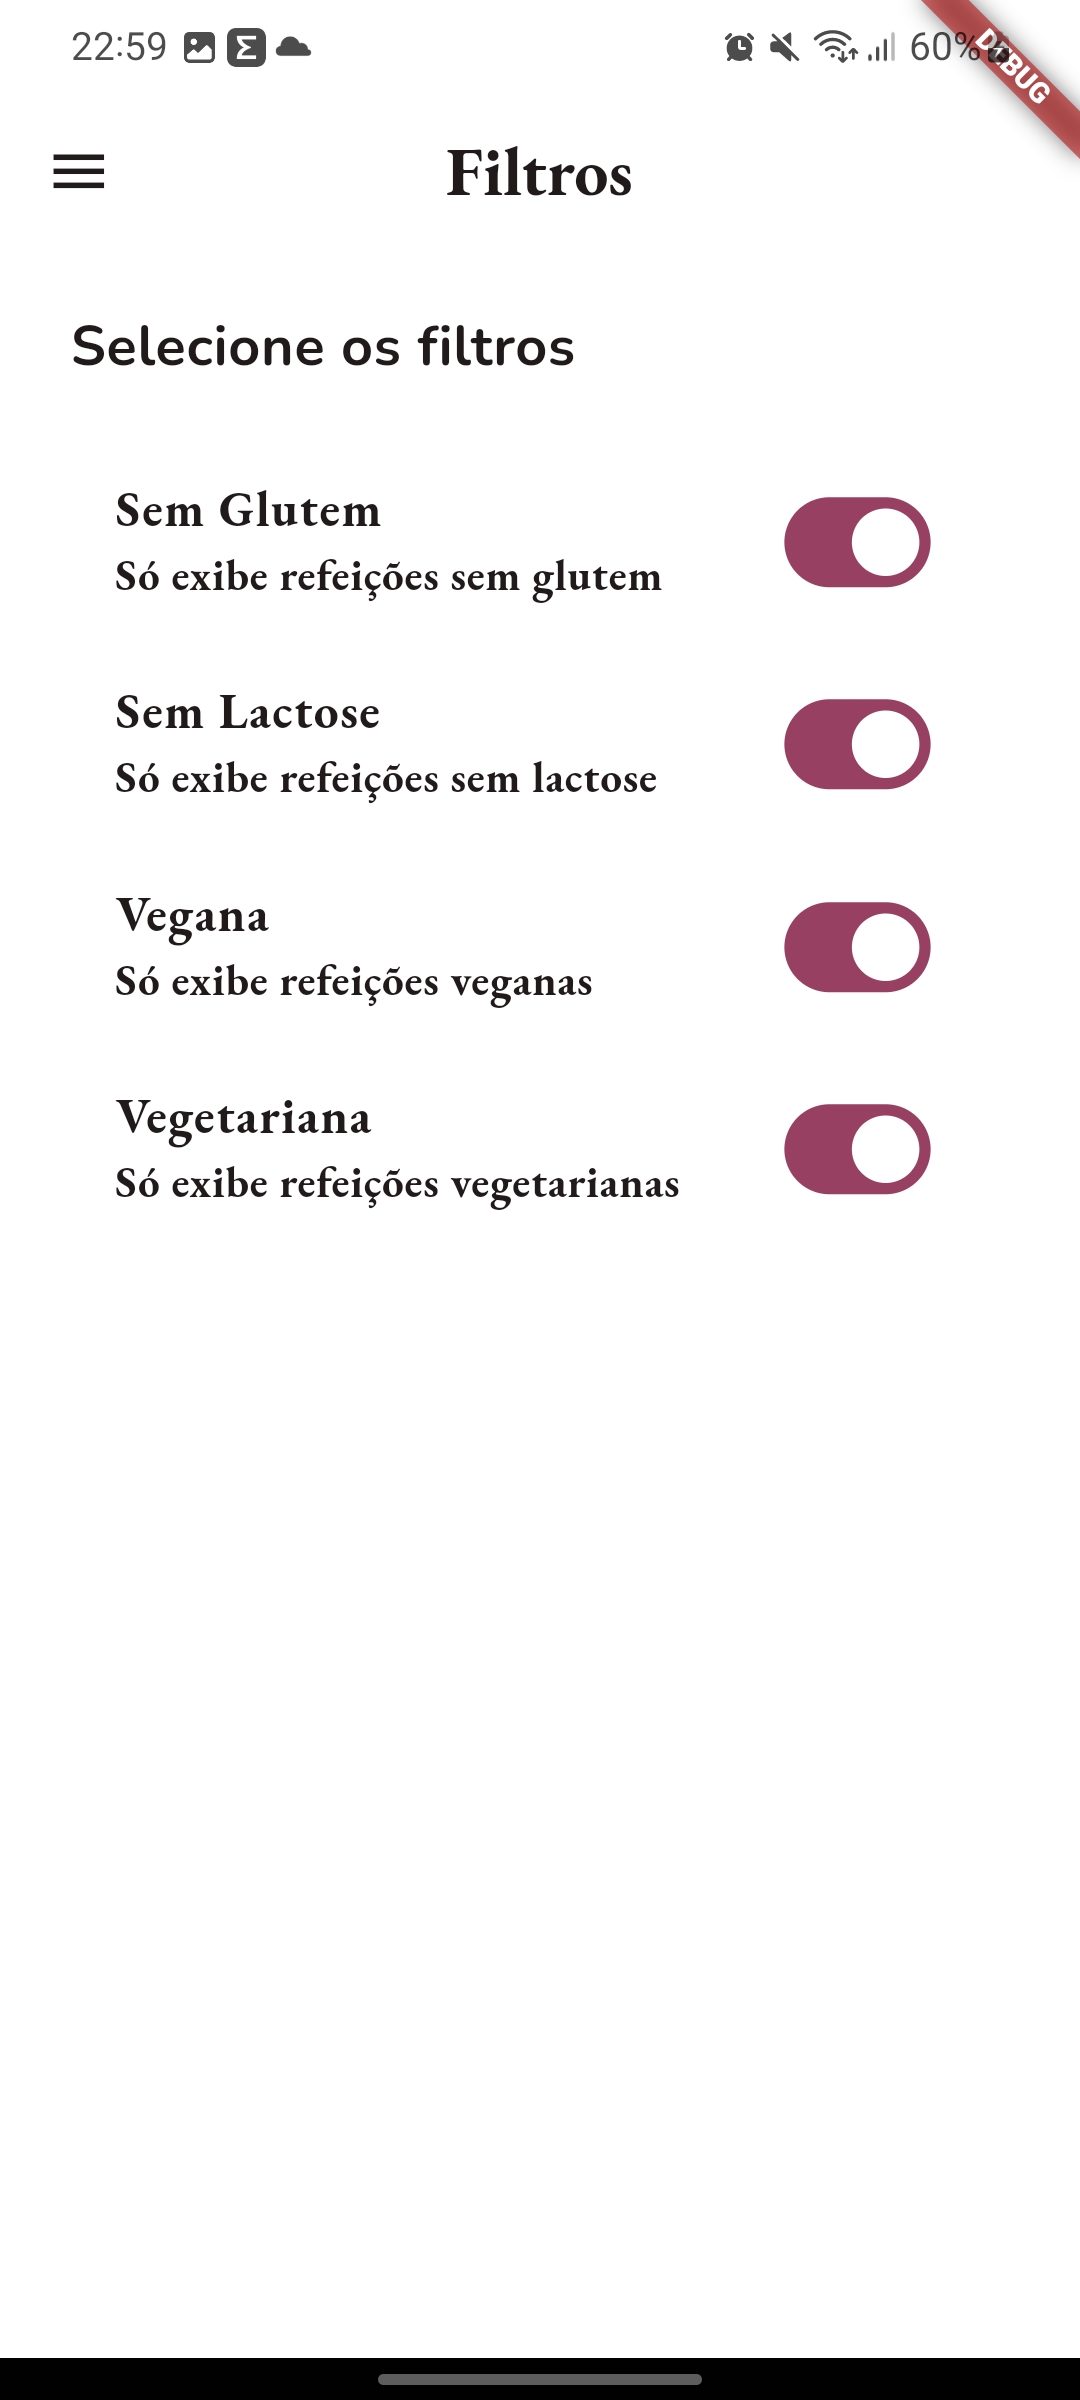 22:59
60%
DEBUG
Filtros
Selecione os filtros
Sem Glutem
Só exibe refeições sem glutem
Sem Lactose
Só exibe refeições sem lactose
Vegana
Só exibe refeições veganas
Vegetariana
Só exibe refeições vegetarianas